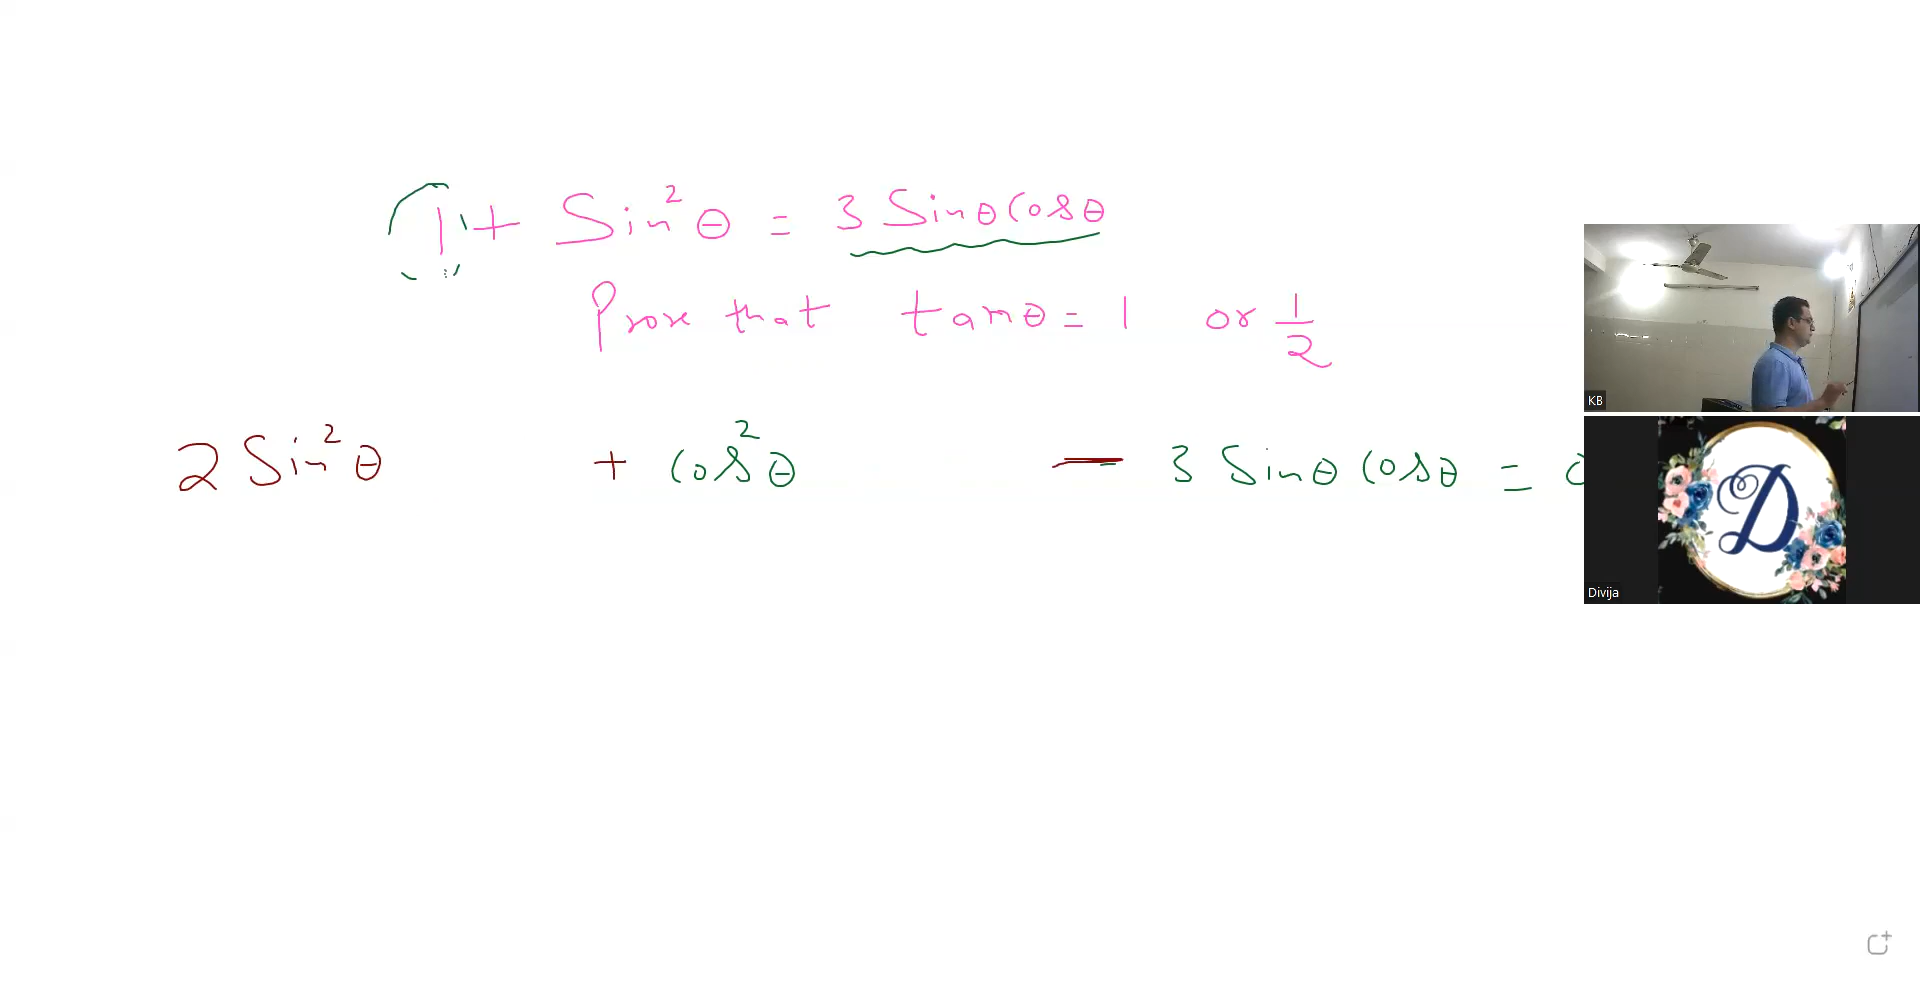 1 + Sin²θ = 3 Sinθ Cosθ
Prove that tanθ = 1 or 1/2
2 Sin²θ + Cos²θ - 3 Sinθ Cosθ = 0
KB
D
Divija